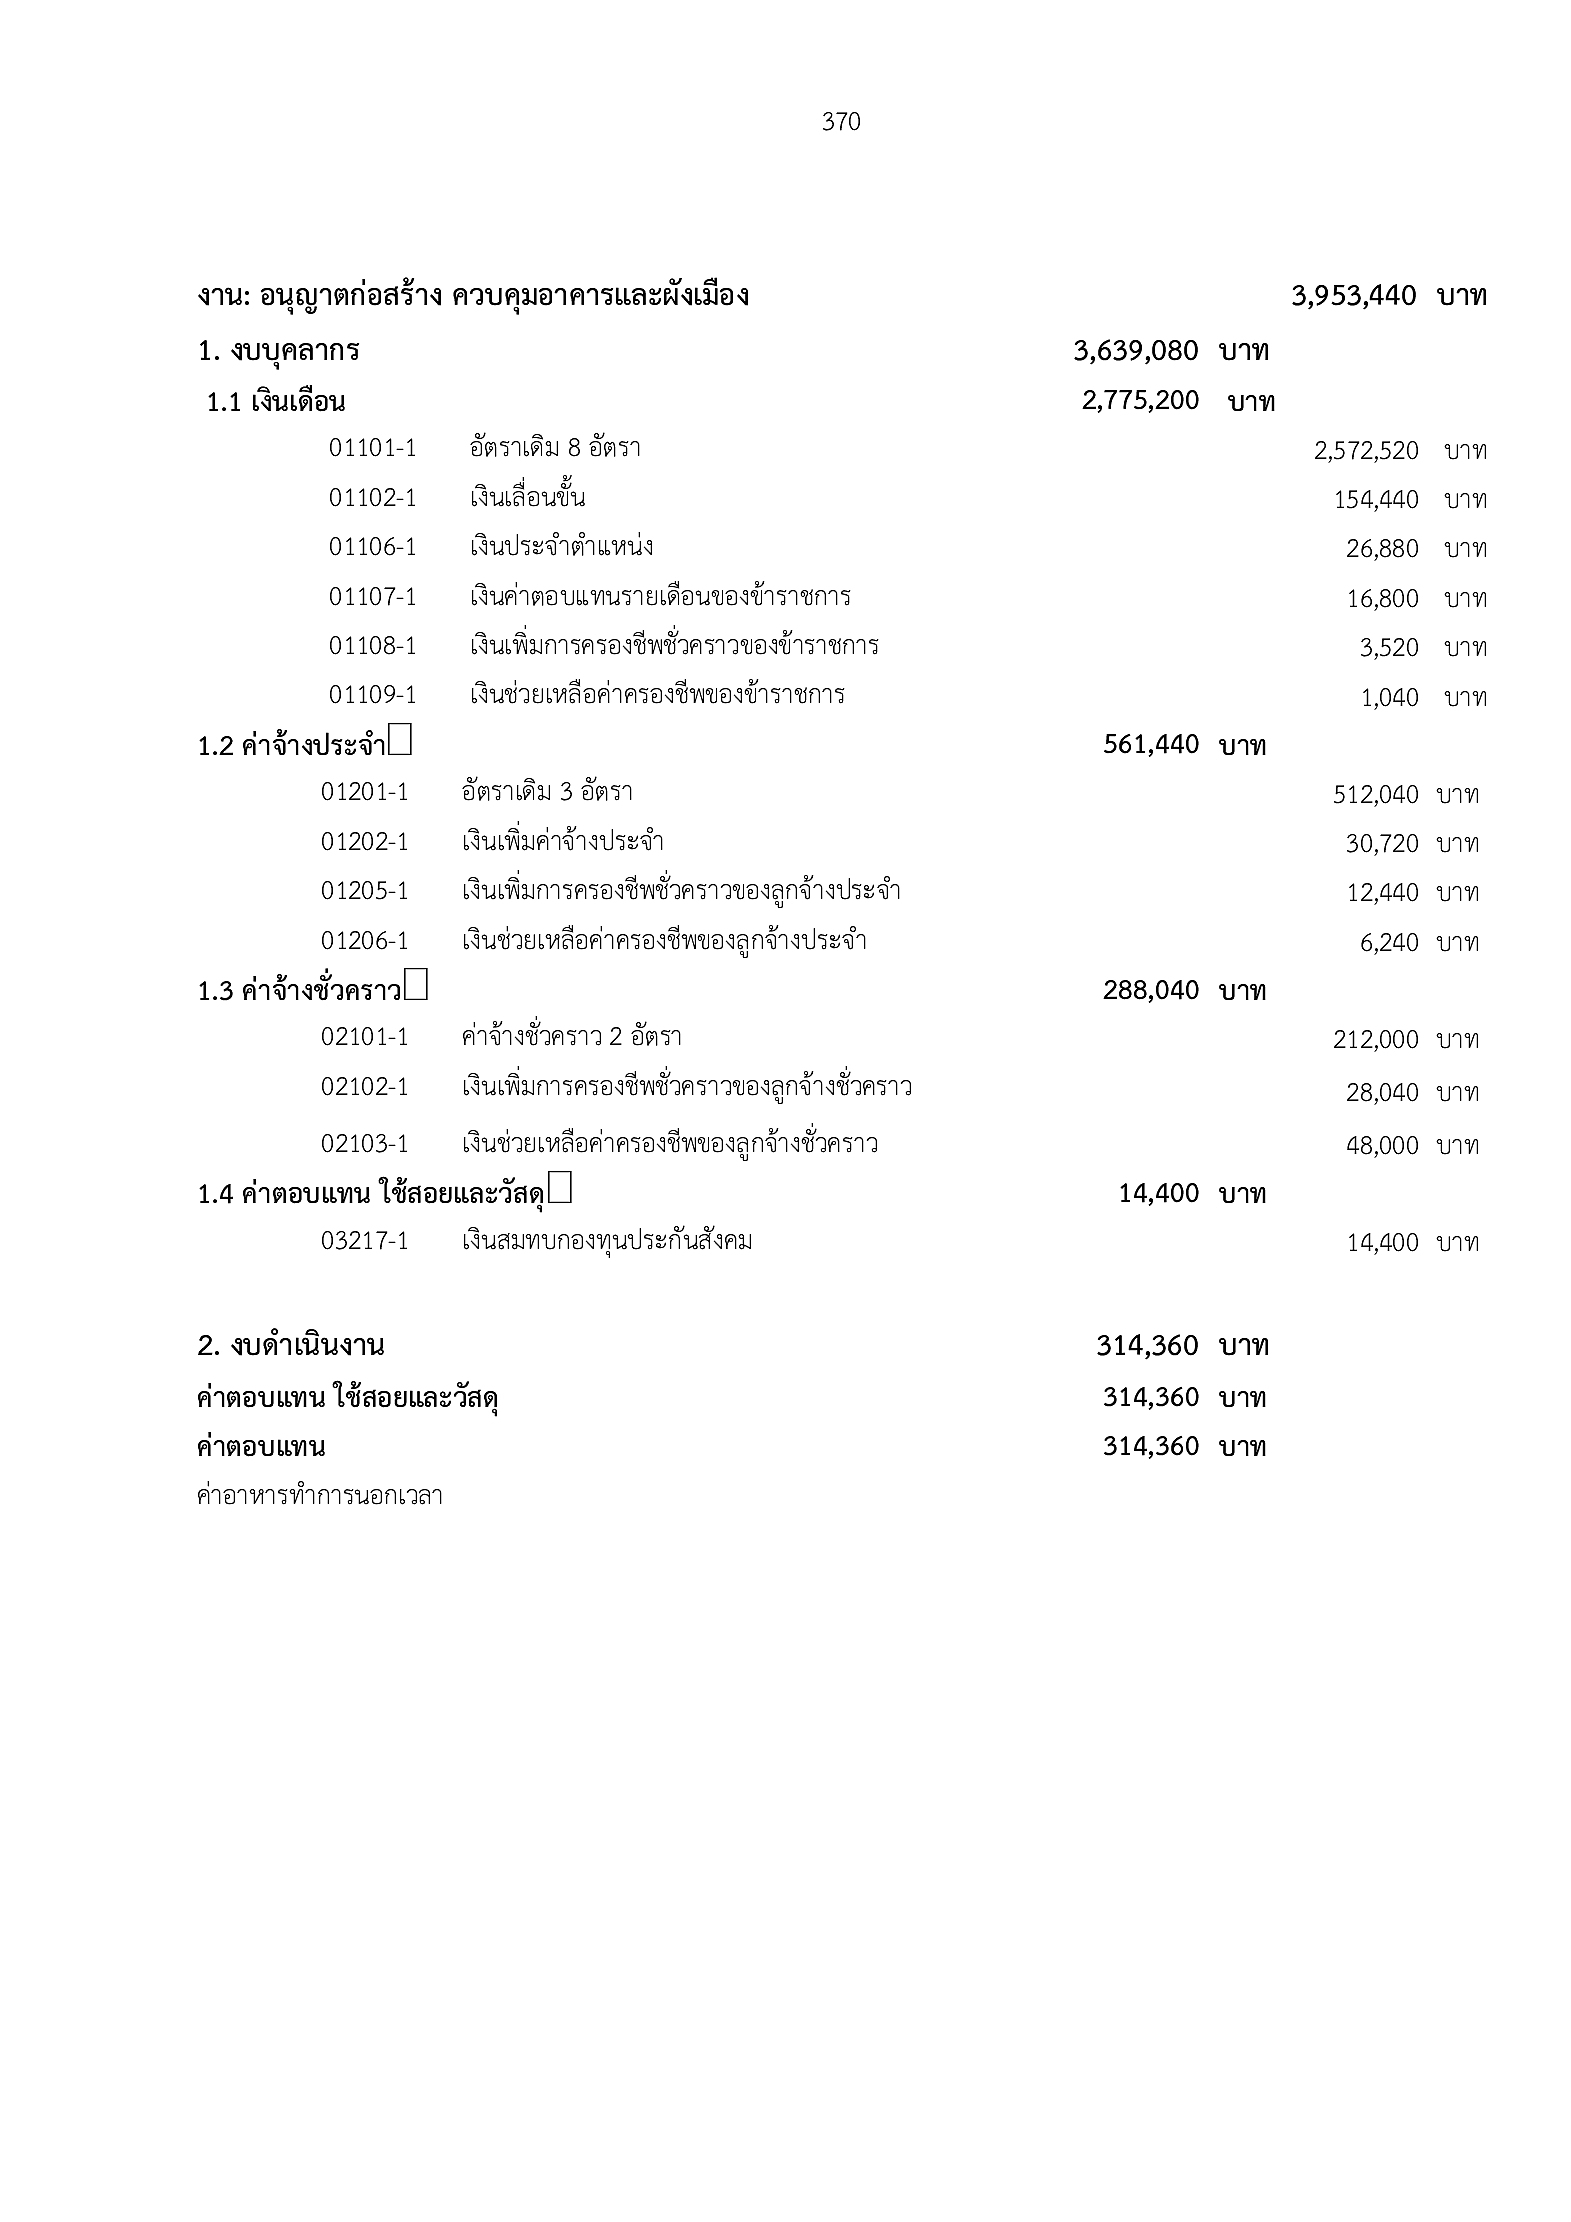 370
งาน: อนุญาตก่อสร้าง ควบคุมอาคารและผังเมือง 3,953,440 บาท
1. งบบุคลากร 3,639,080 บาท
1.1 เงินเดือน 2,775,200 บาท
01101-1 อัตราเดิม 8 อัตรา 2,572,520 บาท
01102-1 เงินเลื่อนขั้น 154,440 บาท
01106-1 เงินประจำตำแหน่ง 26,880 บาท
01107-1 เงินค่าตอบแทนรายเดือนของข้าราชการ 16,800 บาท
01108-1 เงินเพิ่มการครองชีพชั่วคราวของข้าราชการ 3,520 บาท
01109-1 เงินช่วยเหลือค่าครองชีพของข้าราชการ 1,040 บาท
1.2 ค่าจ้างประจำ 561,440 บาท
01201-1 อัตราเดิม 3 อัตรา 512,040 บาท
01202-1 เงินเพิ่มค่าจ้างประจำ 30,720 บาท
01205-1 เงินเพิ่มการครองชีพชั่วคราวของลูกจ้างประจำ 12,440 บาท
01206-1 เงินช่วยเหลือค่าครองชีพของลูกจ้างประจำ 6,240 บาท
1.3 ค่าจ้างชั่วคราว 288,040 บาท
02101-1 ค่าจ้างชั่วคราว 2 อัตรา 212,000 บาท
02102-1 เงินเพิ่มการครองชีพชั่วคราวของลูกจ้างชั่วคราว 28,040 บาท
02103-1 เงินช่วยเหลือค่าครองชีพของลูกจ้างชั่วคราว 48,000 บาท
1.4 ค่าตอบแทน ใช้สอยและวัสดุ 14,400 บาท
03217-1 เงินสมทบกองทุนประกันสังคม 14,400 บาท
2. งบดำเนินงาน 314,360 บาท
ค่าตอบแทน ใช้สอยและวัสดุ 314,360 บาท
ค่าตอบแทน 314,360 บาท
ค่าอาหารทำการนอกเวลา